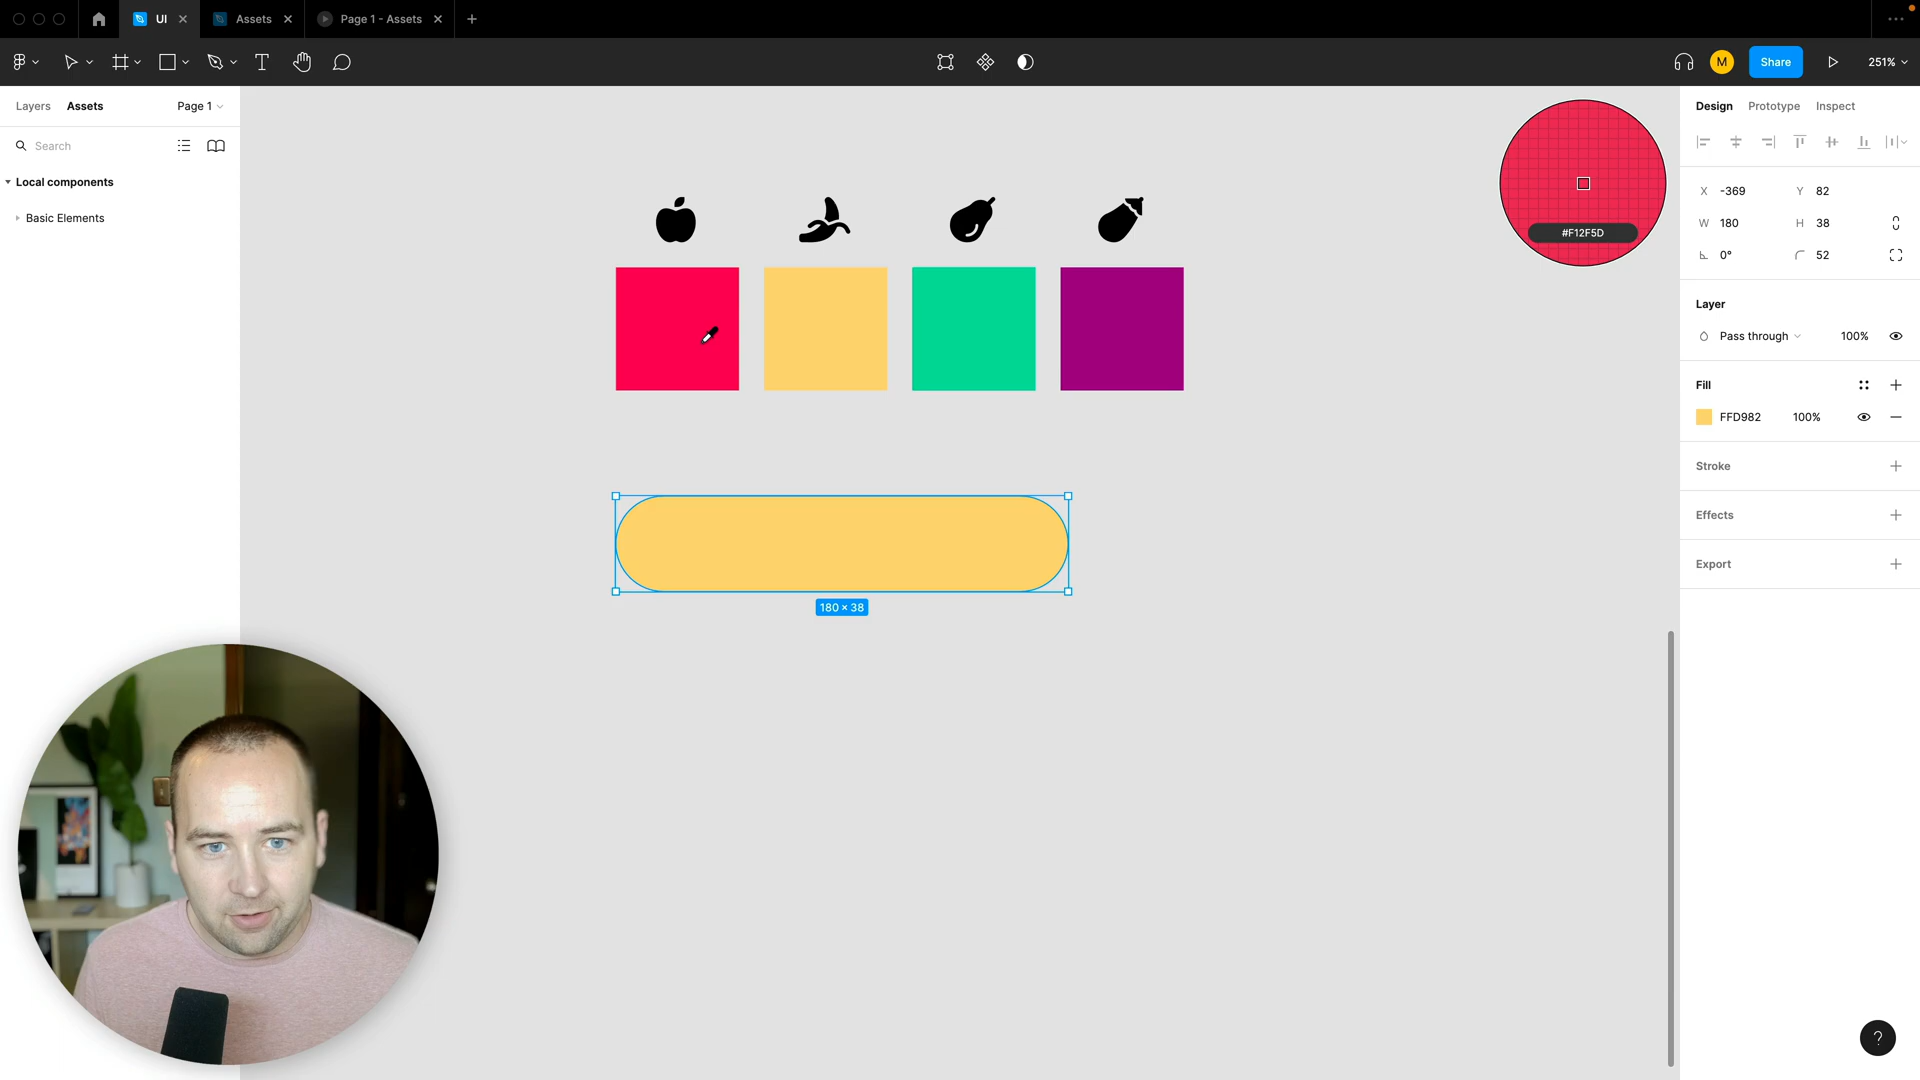 UI
Assets
Page 1 - Assets
M
Share
251%
Layers
Assets
Page 1
Design
Prototype
Inspect
Search
Local components
Basic Elements
#F12F5D
180 × 38
X -369 Y 82
W 180 H 38
0° 52
Layer
Pass through 100%
Fill
FFD982 100%
Stroke
Effects
Export
?